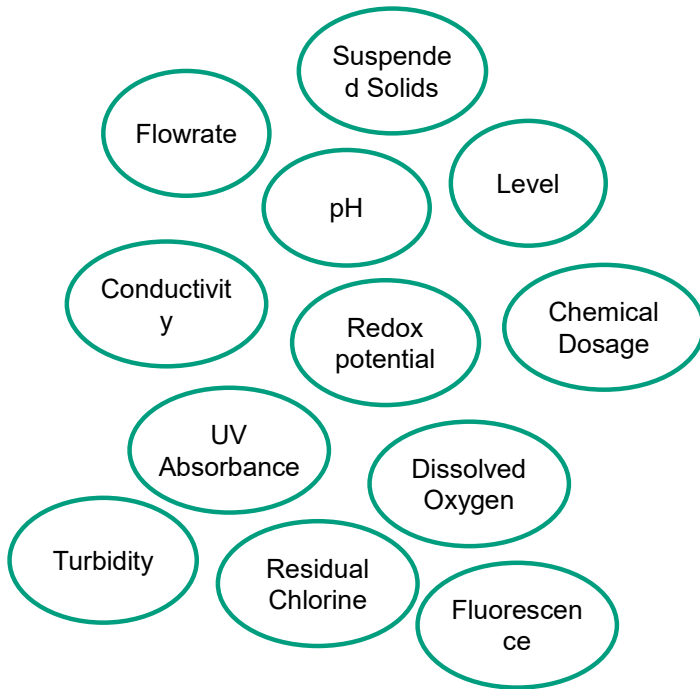 Suspende
d Solids
Flowrate
Level
pH
Conductivit
y
Redox
potential
Chemical
Dosage
UV
Absorbance
Dissolved
Oxygen
Turbidity
Residual
Chlorine
Fluorescen
ce